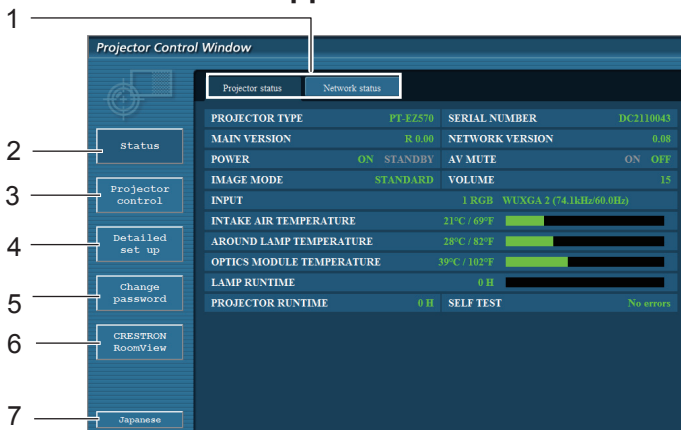 1
Projector Control Window
Projector status Network status
PROJECTOR TYPE PT-EZ570 SERIAL NUMBER DC2110043
2 Status MAIN VERSION R 0.00 NETWORK VERSION 0.08
POWER ON STANDBY AV MUTE ON OFF
IMAGE MODE STANDARD VOLUME 15
3 Projector control
INPUT 1 RGB WUXGA 2 (74.1kHz/60.0Hz)
INTAKE AIR TEMPERATURE 21°C / 69°F
4 Detailed set up
AROUND LAMP TEMPERATURE 28°C / 82°F
OPTICS MODULE TEMPERATURE 39°C / 102°F
5 Change password
LAMP RUNTIME 0 H
PROJECTOR RUNTIME 0 H SELF TEST No errors
6 CRESTRON RoomView
7 Japanese